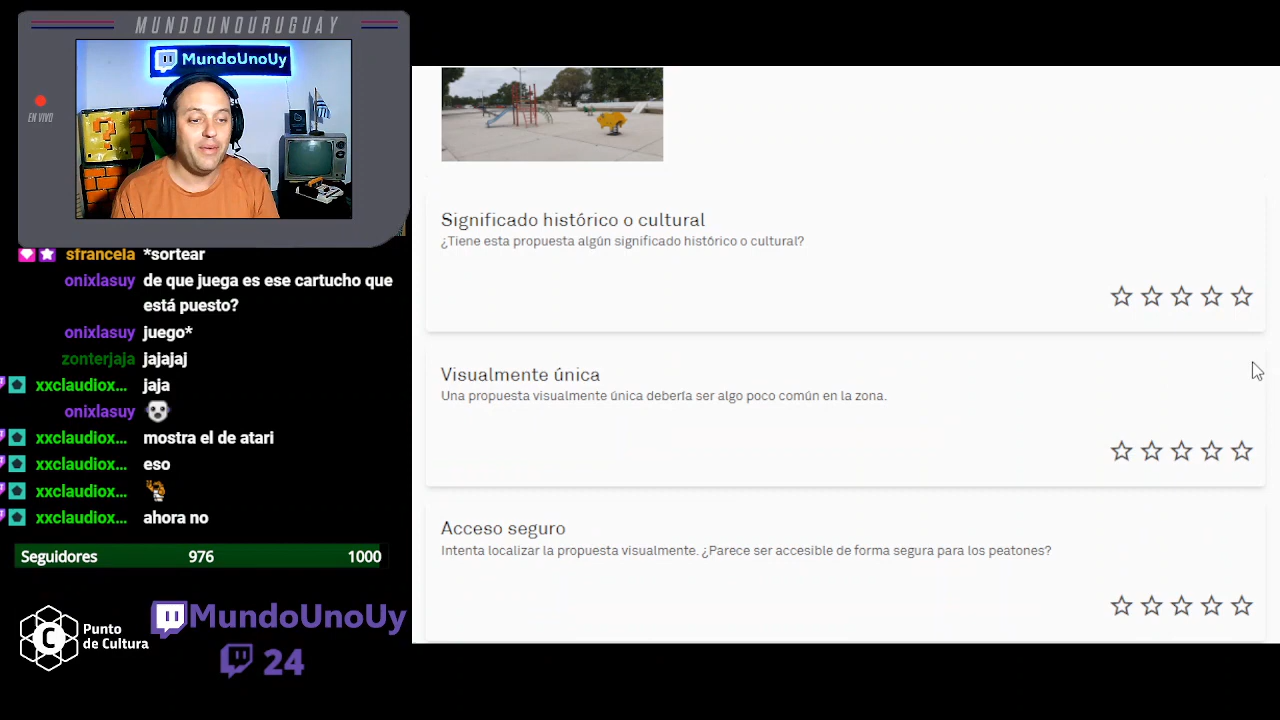 MUNDOUNOURUGUAY
MundoUnoUy
EN VIVO
sfrancela *sortear
onixlasuy de que juega es ese cartucho que
está puesto?
onixlasuy juego*
zonterjaja jajajaj
xxclaudiox... jaja
onixlasuy
xxclaudiox... mostra el de atari
xxclaudiox... eso
xxclaudiox...
xxclaudiox... ahora no
Seguidores 976 1000
Punto
de Cultura
MundoUnoUy
24
Significado histórico o cultural
¿Tiene esta propuesta algún significado histórico o cultural?
Visualmente única
Una propuesta visualmente única debería ser algo poco común en la zona.
Acceso seguro
Intenta localizar la propuesta visualmente. ¿Parece ser accesible de forma segura para los peatones?